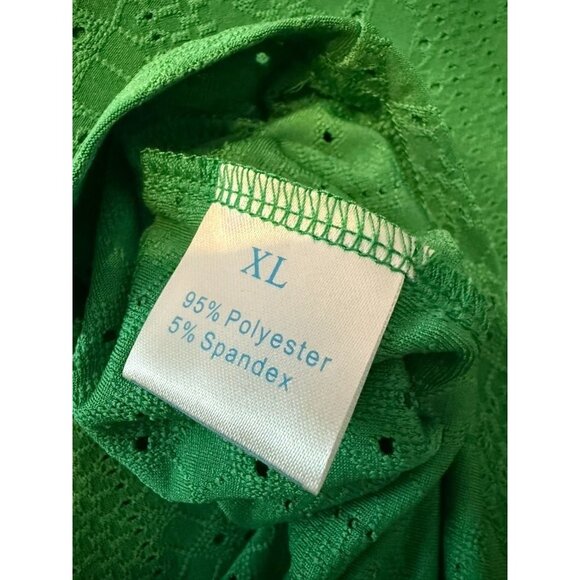 XL
95% Polyester
5% Spandex